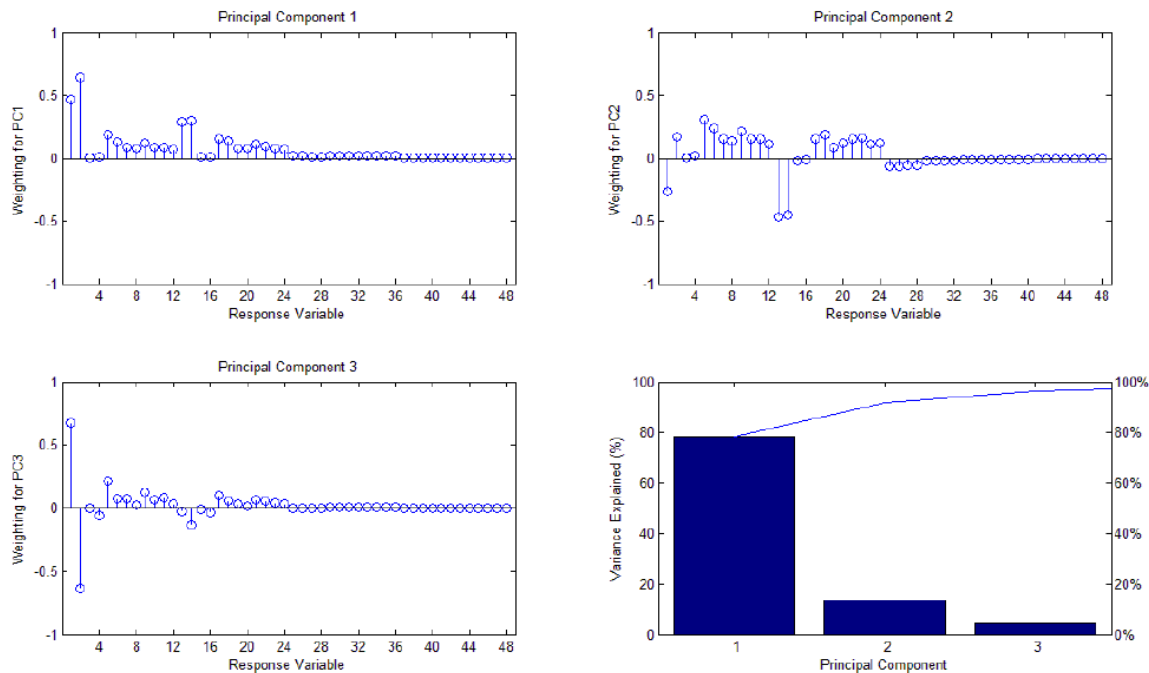 Principal Component 1
1
0.5
0
-0.5
-1
Weighting for PC1
4 8 12 16 20 24 28 32 36 40 44 48
Response Variable
Principal Component 2
1
0.5
0
-0.5
-1
Weighting for PC2
4 8 12 16 20 24 28 32 36 40 44 48
Response Variable
Principal Component 3
1
0.5
0
-0.5
-1
Weighting for PC3
4 8 12 16 20 24 28 32 36 40 44 48
Response Variable
100 100%
80 80%
60 60%
40 40%
20 20%
0 0%
Variance Explained (%)
1 2 3
Principal Component